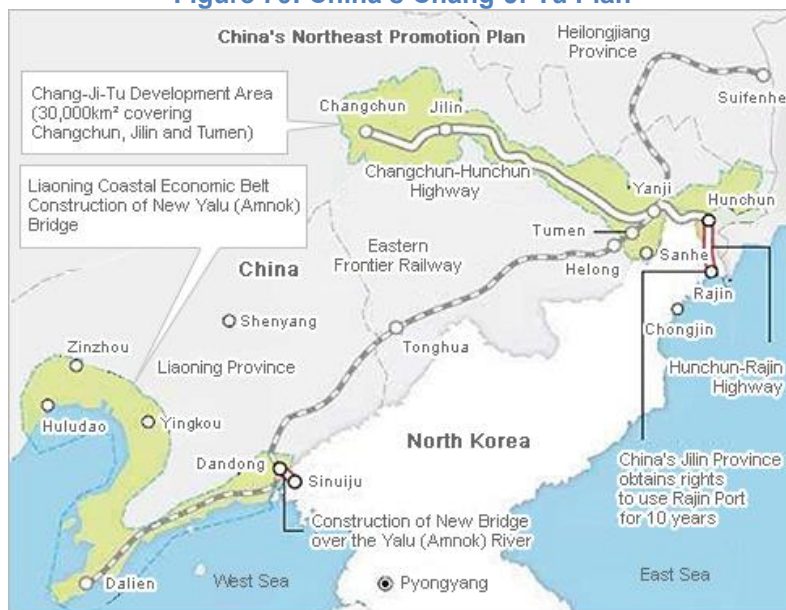 China's Northeast Promotion Plan
Heilongjiang
Province
Suifenhe
Chang-Ji-Tu Development Area
(30,000km² covering
Changchun, Jilin and Tumen)
Changchun
Jilin
Changchun-Hunchun
Highway
Yanji
Hunchun
Liaoning Coastal Economic Belt
Construction of New Yalu (Amnok)
Bridge
Tumen
Eastern
Frontier Railway
Helong
Sanhe
Rajin
China
Chongjin
Shenyang
Tonghua
Zinzhou
Liaoning Province
Hunchun-Rajin
Highway
Huludao
Yingkou
North Korea
Dandong
Sinuiju
China's Jilin Province
obtains rights
to use Rajin Port
for 10 years
Construction of New Bridge
over the Yalu (Amnok) River
Dalien
West Sea
Pyongyang
East Sea